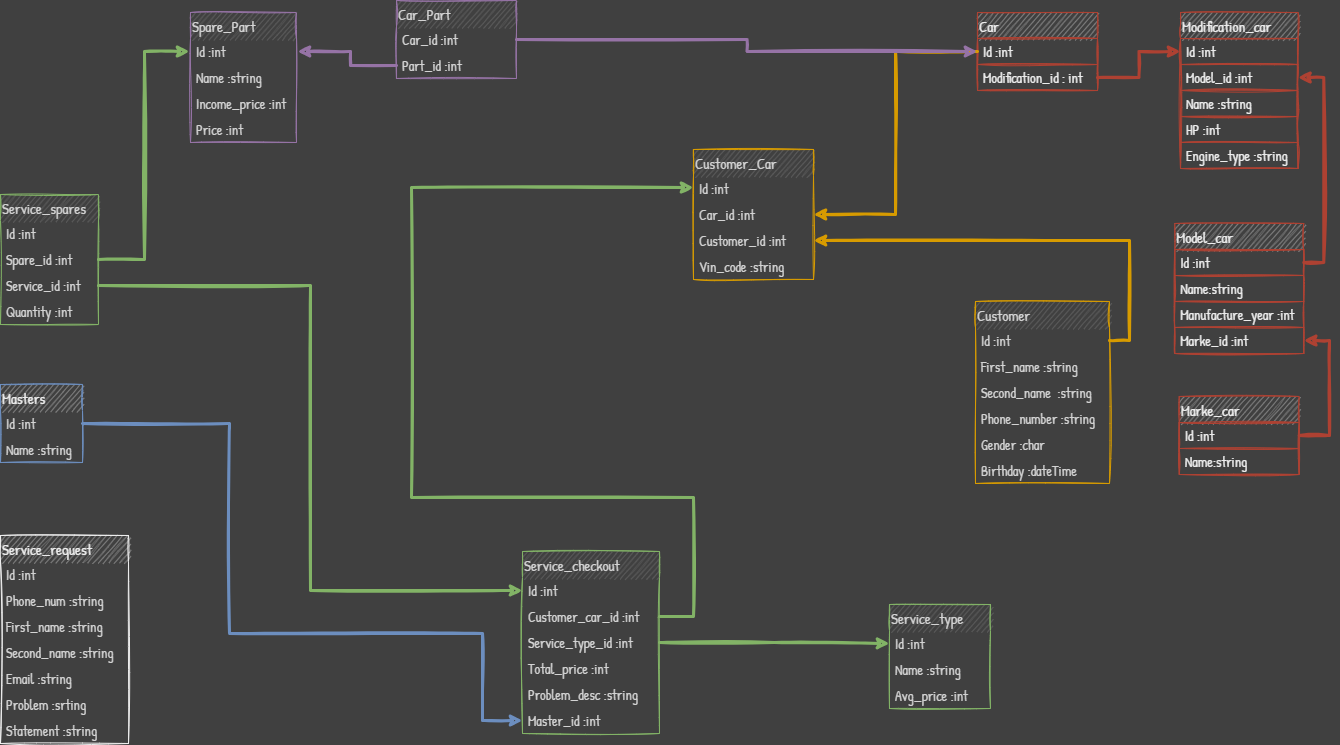 Spare_Part
Id :int
Name :string
Income_price :int
Price :int
Car_Part
Car_id :int
Part_id :int
Car
Id :int
Modification_id : int
Modification_car
Id :int
Model_id :int
Name :string
HP :int
Engine_type :string
Customer_Car
Id :int
Car_id :int
Customer_id :int
Vin_code :string
Service_spares
Id :int
Spare_id :int
Service_id :int
Quantity :int
Model_car
Id :int
Name:string
Manufacture_year :int
Marke_id :int
Customer
Id :int
First_name :string
Second_name :string
Phone_number :string
Gender :char
Birthday :dateTime
Masters
Id :int
Name :string
Marke_car
Id :int
Name:string
Service_request
Id :int
Phone_num :string
First_name :string
Second_name :string
Email :string
Problem :srting
Statement :string
Service_checkout
Id :int
Customer_car_id :int
Service_type_id :int
Total_price :int
Problem_desc :string
Master_id :int
Service_type
Id :int
Name :string
Avg_price :int